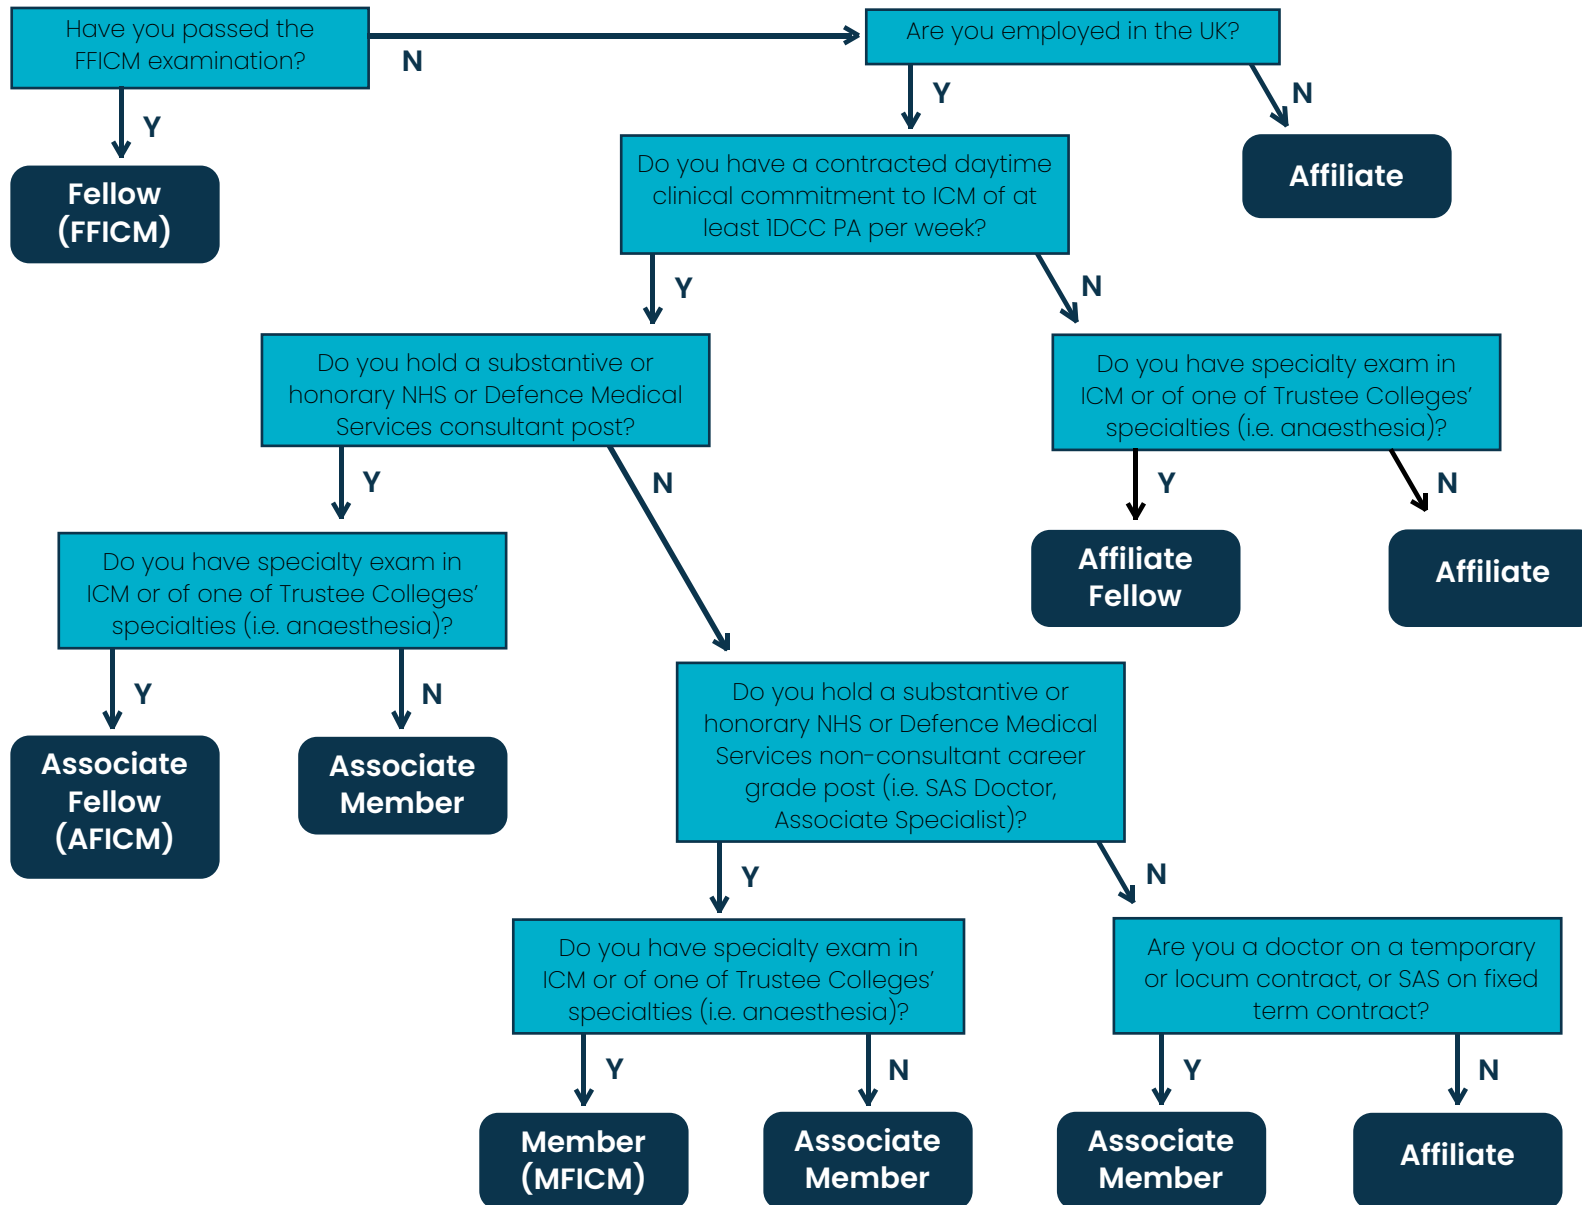 Have you passed the
FFICM examination?
N
Are you employed in the UK?
Y
Y
N
Fellow
(FFICM)
Do you have a contracted daytime
clinical commitment to ICM of at
least 1DCC PA per week?
Affiliate
Y
N
Do you hold a substantive or
honorary NHS or Defence Medical
Services consultant post?
Do you have specialty exam in
ICM or of one of Trustee Colleges’
specialties (i.e. anaesthesia)?
Y
N
Y
N
Do you have specialty exam in
ICM or of one of Trustee Colleges’
specialties (i.e. anaesthesia)?
Affiliate
Fellow
Affiliate
Y
N
Do you hold a substantive or
honorary NHS or Defence Medical
Services non-consultant career
grade post (i.e. SAS Doctor,
Associate Specialist)?
Associate
Fellow
(AFICM)
Associate
Member
Y
N
Do you have specialty exam in
ICM or of one of Trustee Colleges’
specialties (i.e. anaesthesia)?
Are you a doctor on a temporary
or locum contract, or SAS on fixed
term contract?
Y
N
Y
N
Member
(MFICM)
Associate
Member
Associate
Member
Affiliate